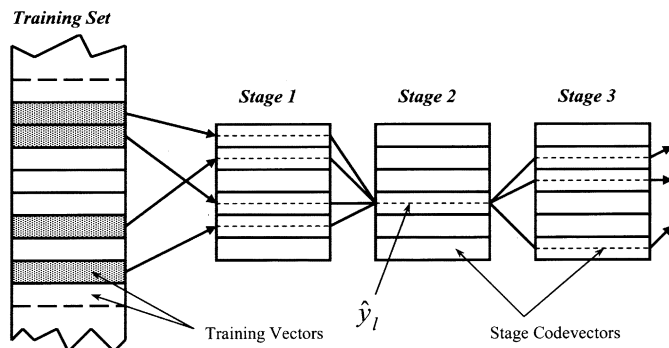 Training Set
Stage 1
Stage 2
Stage 3
ŷ_l
Training Vectors
Stage Codevectors